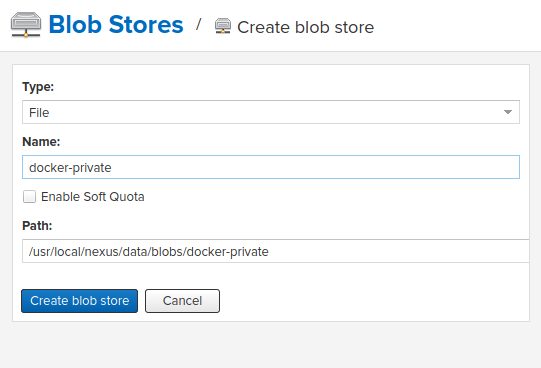 Blob Stores / Create blob store
Type:
File
Name:
docker-private
Enable Soft Quota
Path:
/usr/local/nexus/data/blobs/docker-private
Create blob store Cancel